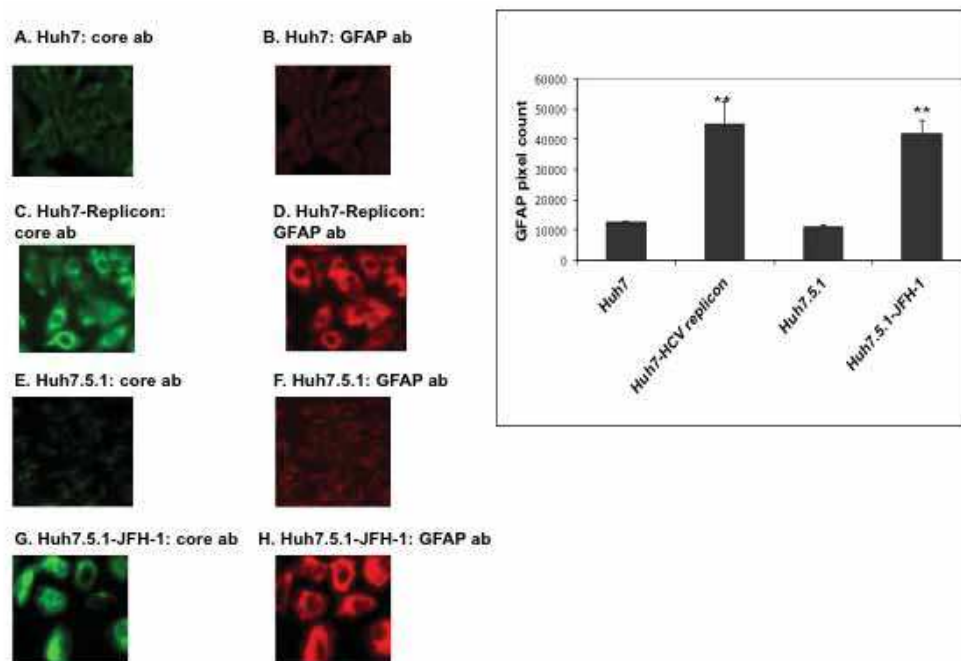 A. Huh7: core ab
B. Huh7: GFAP ab
C. Huh7-Replicon:
core ab
D. Huh7-Replicon:
GFAP ab
E. Huh7.5.1: core ab
F. Huh7.5.1: GFAP ab
G. Huh7.5.1-JFH-1: core ab
H. Huh7.5.1-JFH-1: GFAP ab
GFAP pixel count
60000
50000
40000
30000
20000
10000
0
**
**
Huh7
Huh7-HCV replicon
Huh7.5.1
Huh7.5.1-JFH-1